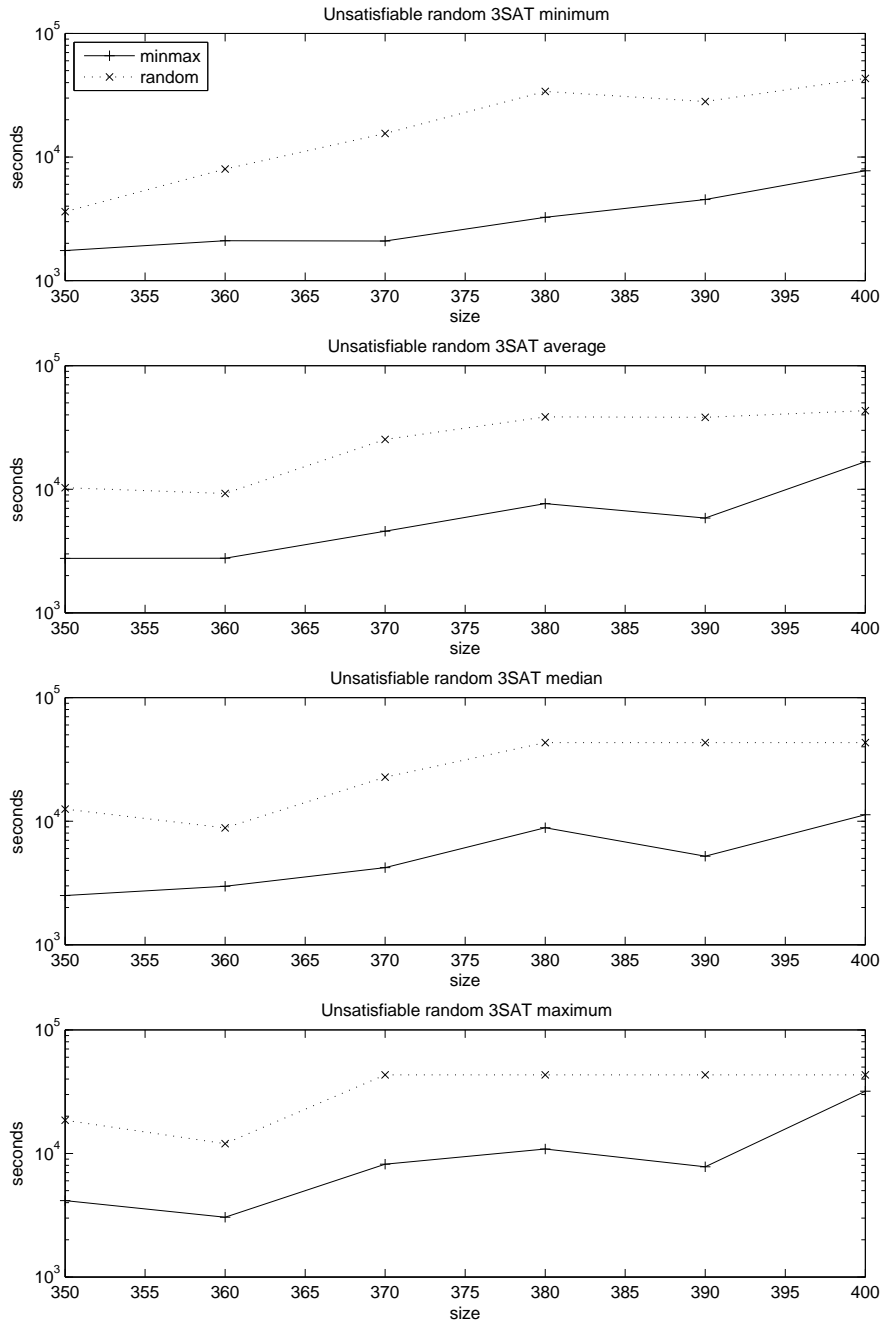 Unsatisfiable random 3SAT minimum
10^5
10^4
10^3
seconds
minmax
random
350 355 360 365 370 375 380 385 390 395 400
size
Unsatisfiable random 3SAT average
10^5
10^4
10^3
seconds
350 355 360 365 370 375 380 385 390 395 400
size
Unsatisfiable random 3SAT median
10^5
10^4
10^3
seconds
350 355 360 365 370 375 380 385 390 395 400
size
Unsatisfiable random 3SAT maximum
10^5
10^4
10^3
seconds
350 355 360 365 370 375 380 385 390 395 400
size